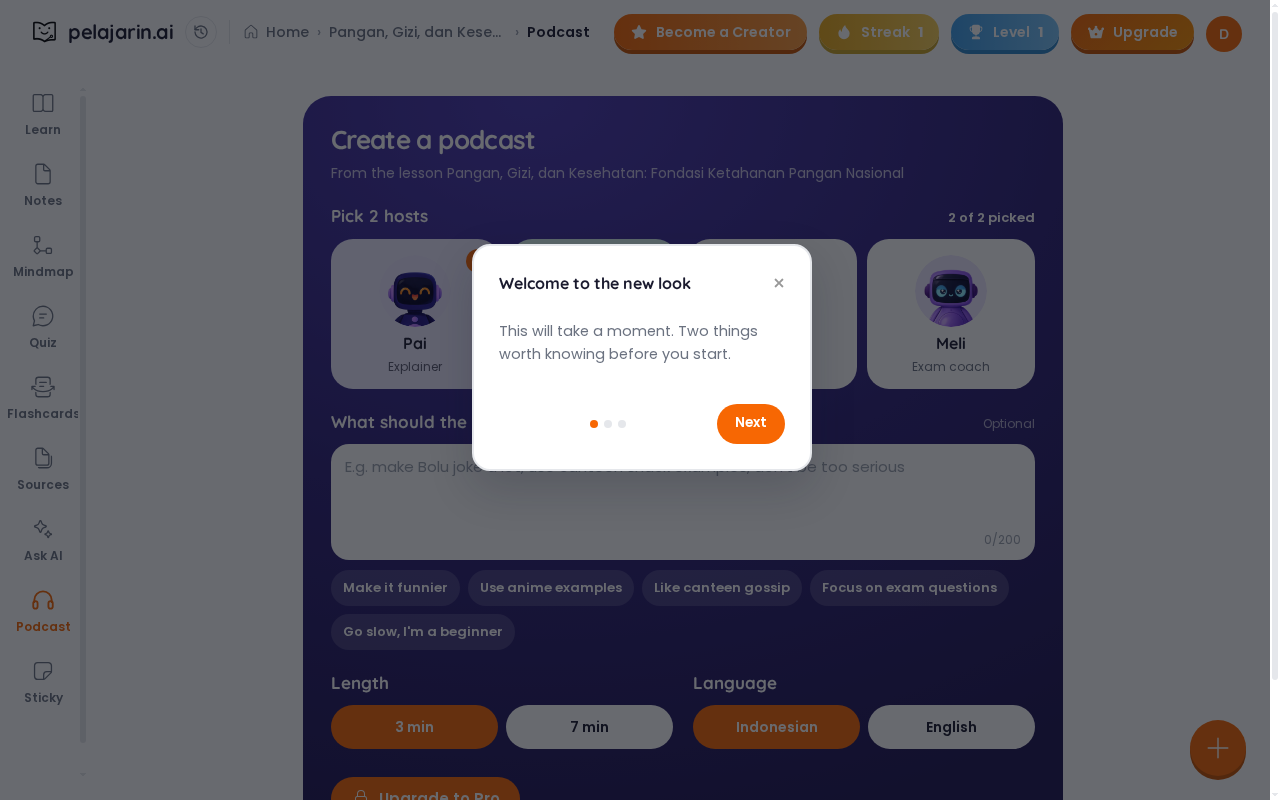 pelajarin.ai
Home › Pangan, Gizi, dan Kese... › Podcast
Become a Creator
Streak 1
Level 1
Upgrade
D
Learn
Notes
Mindmap
Quiz
Flashcards
Sources
Ask AI
Podcast
Sticky
Create a podcast
From the lesson Pangan, Gizi, dan Kesehatan: Fondasi Ketahanan Pangan Nasional
Pick 2 hosts
2 of 2 picked
Pai
Explainer
Meli
Exam coach
Welcome to the new look
×
This will take a moment. Two things
worth knowing before you start.
Next
What should the
Optional
E.g. make Bolu joke
too serious
0/200
Make it funnier
Use anime examples
Like canteen gossip
Focus on exam questions
Go slow, I'm a beginner
Length
Language
3 min
7 min
Indonesian
English
Upgrade to Pro